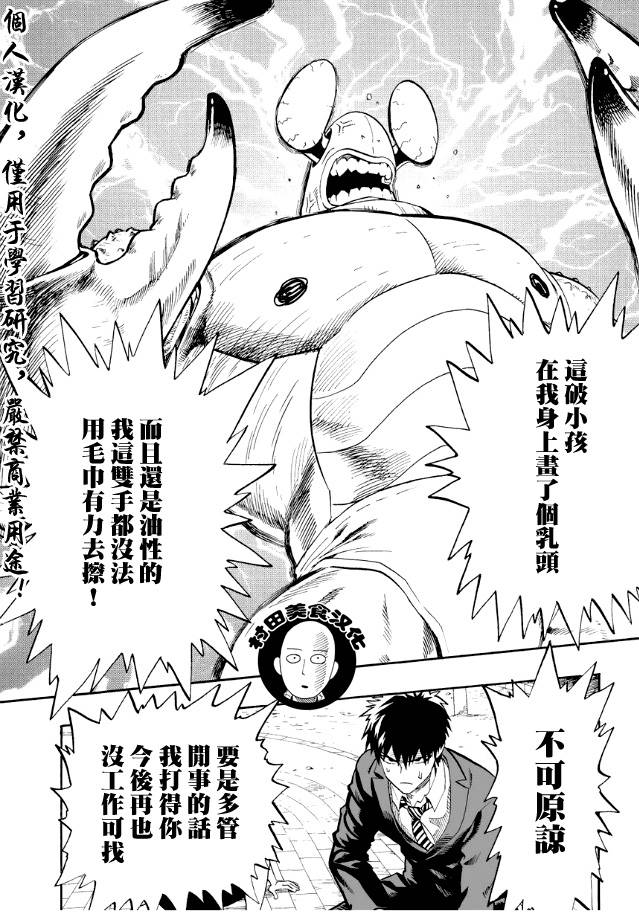 這破小孩
在我身上畫了個乳頭
而且還是油性的
我這雙手都沒法
用毛巾有力去擦！
不可原諒
要是多管
閒事的話
我打得你
今後再也
沒工作可找
村田美食汉化
個人漢化，僅用于學習研究，嚴禁商業用途！